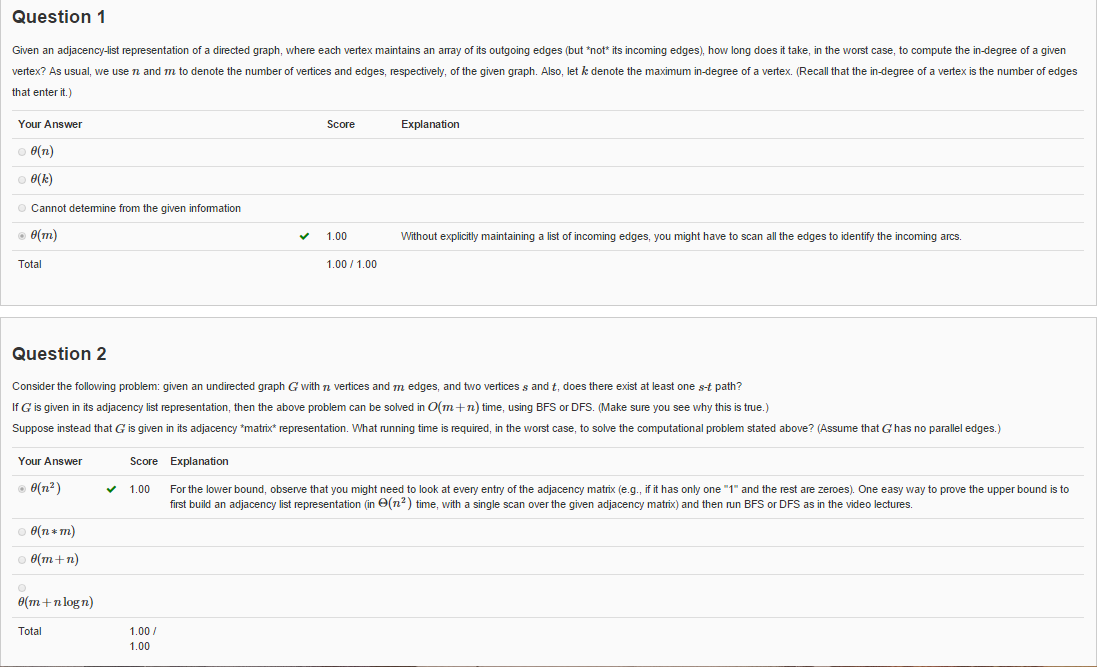 Question 1
Given an adjacency-list representation of a directed graph, where each vertex maintains an array of its outgoing edges (but *not* its incoming edges), how long does it take, in the worst case, to compute the in-degree of a given
vertex? As usual, we use n and m to denote the number of vertices and edges, respectively, of the given graph. Also, let k denote the maximum in-degree of a vertex. (Recall that the in-degree of a vertex is the number of edges
that enter it.)
Your Answer Score Explanation
θ(n)
θ(k)
Cannot determine from the given information
θ(m) 1.00 Without explicitly maintaining a list of incoming edges, you might have to scan all the edges to identify the incoming arcs.
Total 1.00 / 1.00
Question 2
Consider the following problem: given an undirected graph G with n vertices and m edges, and two vertices s and t, does there exist at least one s-t path?
If G is given in its adjacency list representation, then the above problem can be solved in O(m+n) time, using BFS or DFS. (Make sure you see why this is true.)
Suppose instead that G is given in its adjacency *matrix* representation. What running time is required, in the worst case, to solve the computational problem stated above? (Assume that G has no parallel edges.)
Your Answer Score Explanation
θ(n²) 1.00 For the lower bound, observe that you might need to look at every entry of the adjacency matrix (e.g., if it has only one "1" and the rest are zeroes). One easy way to prove the upper bound is to
first build an adjacency list representation (in Θ(n²) time, with a single scan over the given adjacency matrix) and then run BFS or DFS as in the video lectures.
θ(n∗m)
θ(m+n)
θ(m+n log n)
Total 1.00 /
1.00